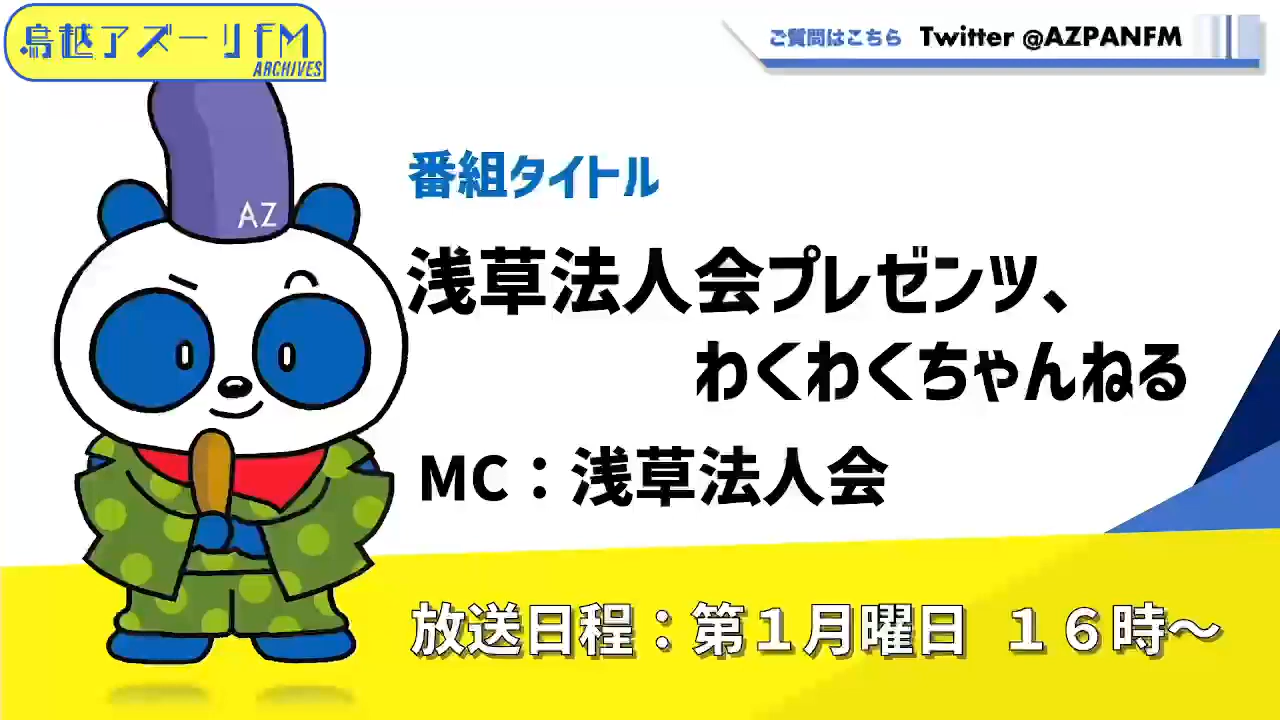 鳥越アズーリFM
ARCHIVES
ご質問はこちら Twitter @AZPANFM
AZ
番組タイトル
浅草法人会プレゼンツ、
わくわくちゃんねる
MC：浅草法人会
放送日程：第１月曜日 １６時～